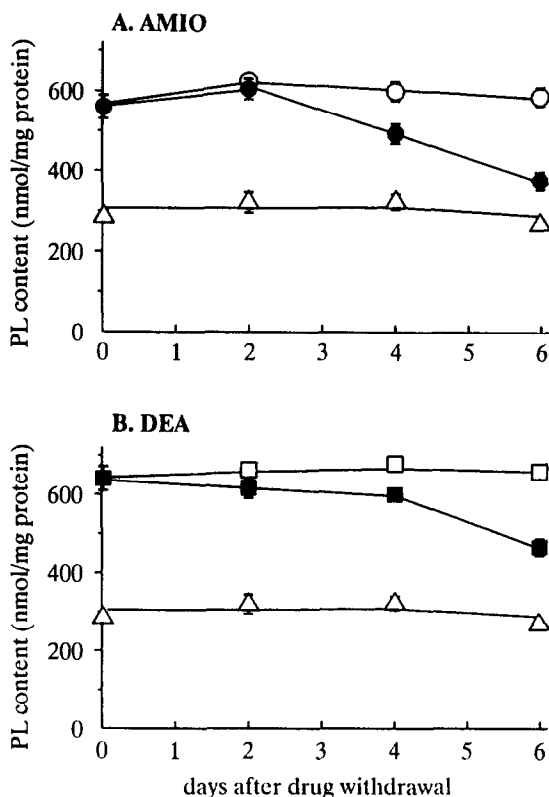 A. AMIO
PL content (nmol/mg protein)
600
400
200
0
0 1 2 3 4 5 6
B. DEA
PL content (nmol/mg protein)
600
400
200
0
0 1 2 3 4 5 6
days after drug withdrawal